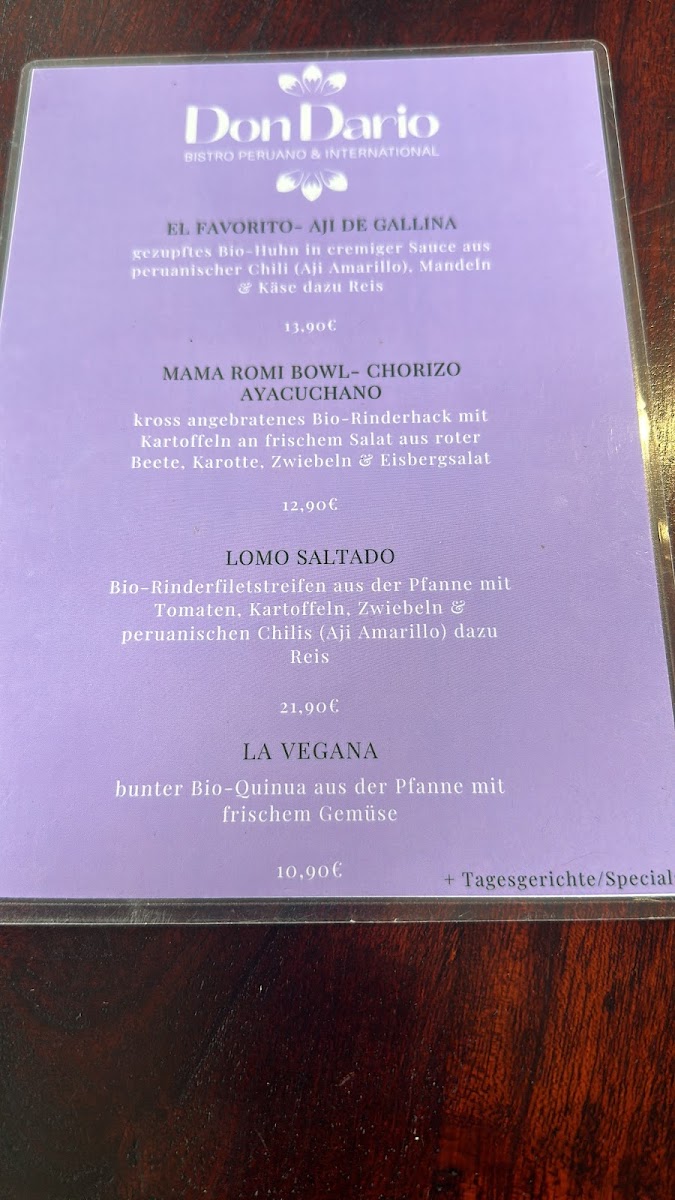 Don Dario
BISTRO PERUANO & INTERNATIONAL
EL FAVORITO- AJI DE GALLINA
gezupftes Bio-Huhn in cremiger Sauce aus
peruanischer Chili (Aji Amarillo), Mandeln
& Käse dazu Reis
13,90€
MAMA ROMI BOWL- CHORIZO
AYACUCHANO
kross angebratenes Bio-Rinderhack mit
Kartoffeln an frischem Salat aus roter
Beete, Karotte, Zwiebeln & Eisbergsalat
12,90€
LOMO SALTADO
Bio-Rinderfiletstreifen aus der Pfanne mit
Tomaten, Kartoffeln, Zwiebeln &
peruanischen Chilis (Aji Amarillo) dazu
Reis
21,90€
LA VEGANA
bunter Bio-Quinua aus der Pfanne mit
frischem Gemüse
10,90€
+ Tagesgerichte/Special